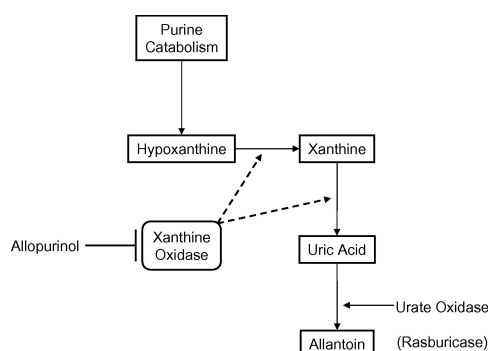 Purine
Catabolism
Hypoxanthine
Xanthine
Allopurinol
Xanthine
Oxidase
Uric Acid
Urate Oxidase
Allantoin
(Rasburicase)